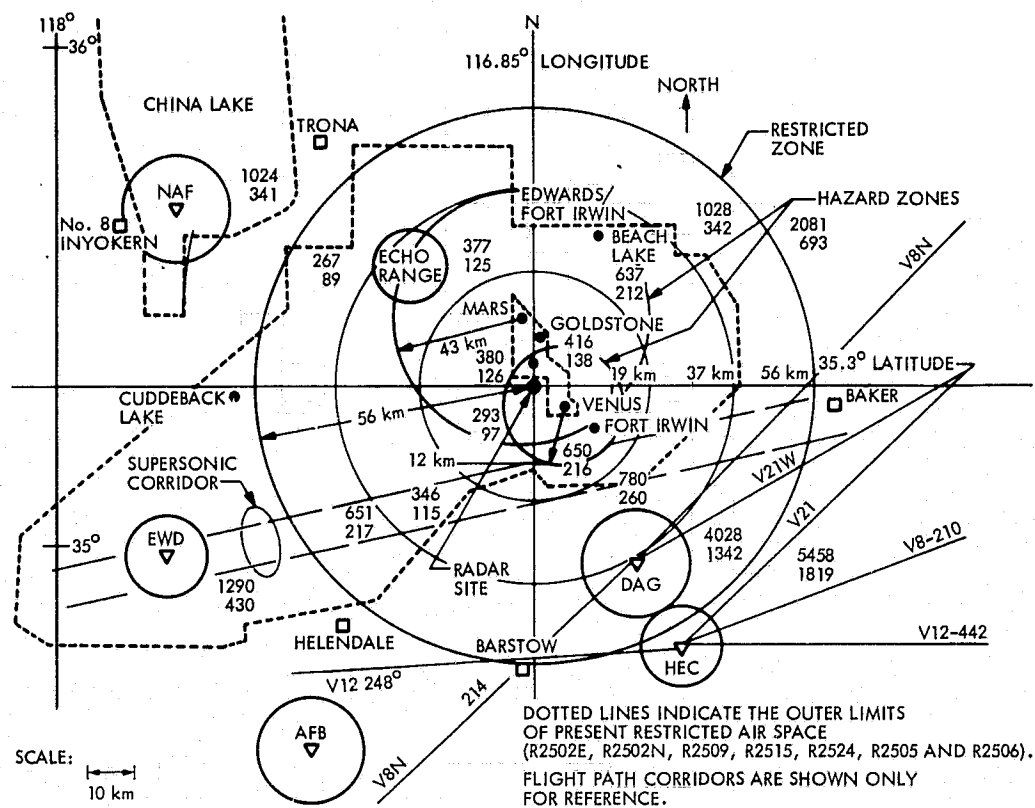 118°
36°
N
116.85° LONGITUDE
NORTH
CHINA LAKE
TRONA
RESTRICTED
ZONE
NAF
1024
341
No. 8
INYOKERN
EDWARDS/
FORT IRWIN
1028
342
HAZARD ZONES
2081
693
V8N
267
89
ECHO
RANGE
377
125
BEACH
LAKE
637
212
MARS
GOLDSTONE
416
138
43 km
380
126
35.3° LATITUDE
19 km
37 km
56 km
CUDDEBACK
LAKE
56 km
293
97
VENUS
FORT IRWIN
BAKER
12 km
650
216
SUPERSONIC
CORRIDOR
346
115
780
260
V21W
651
217
V21
35°
EWD
4028
1342
V8-210
5458
1819
1290
430
RADAR
SITE
DAG
HELENDALE
BARSTOW
HEC
V12-442
V12 248°
214
AFB
V8N
DOTTED LINES INDICATE THE OUTER LIMITS
OF PRESENT RESTRICTED AIR SPACE
(R2502E, R2502N, R2509, R2515, R2524, R2505 AND R2506).
FLIGHT PATH CORRIDORS ARE SHOWN ONLY
FOR REFERENCE.
SCALE:
10 km